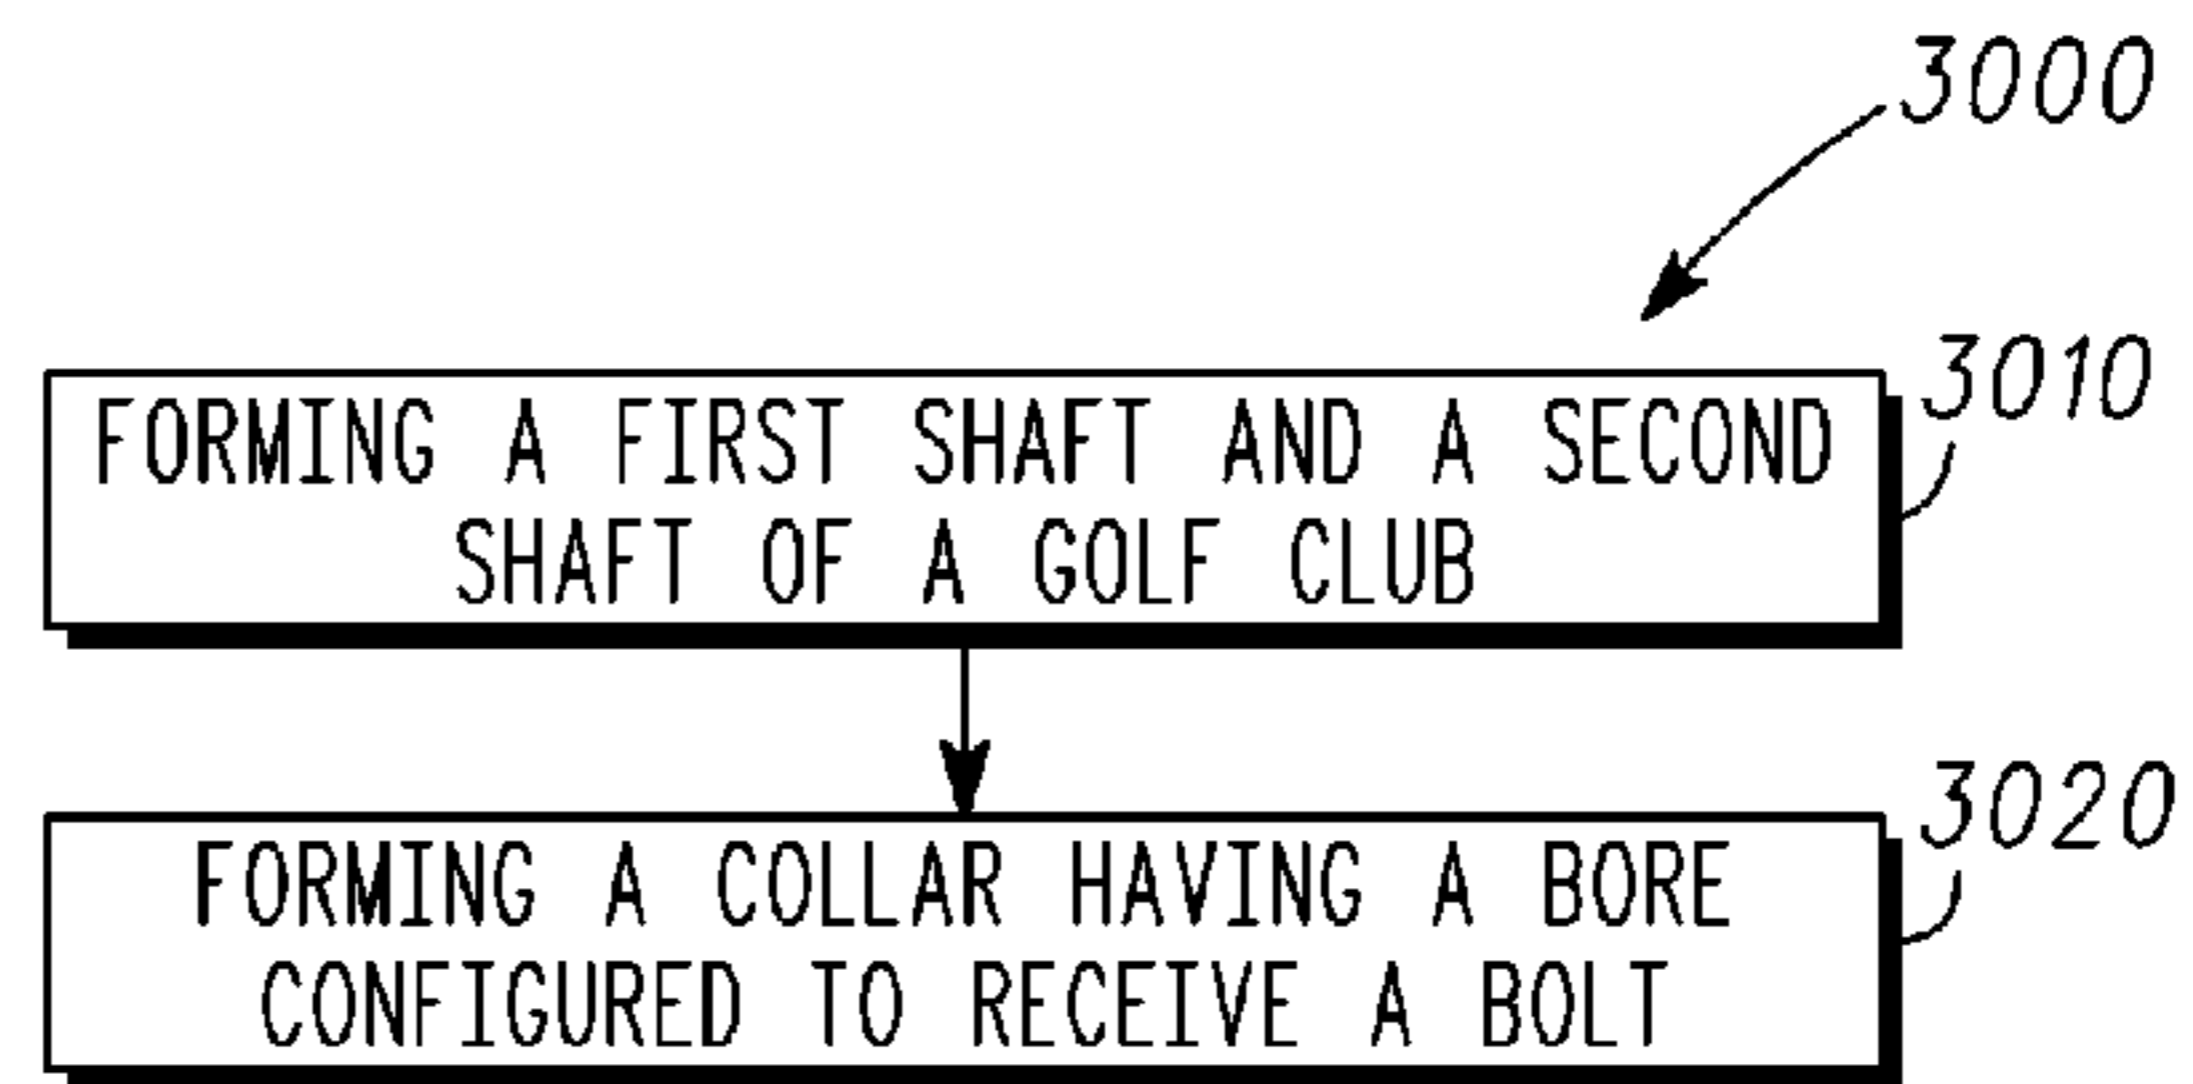 3000
3010
FORMING A FIRST SHAFT AND A SECOND
SHAFT OF A GOLF CLUB
3020
FORMING A COLLAR HAVING A BORE
CONFIGURED TO RECEIVE A BOLT